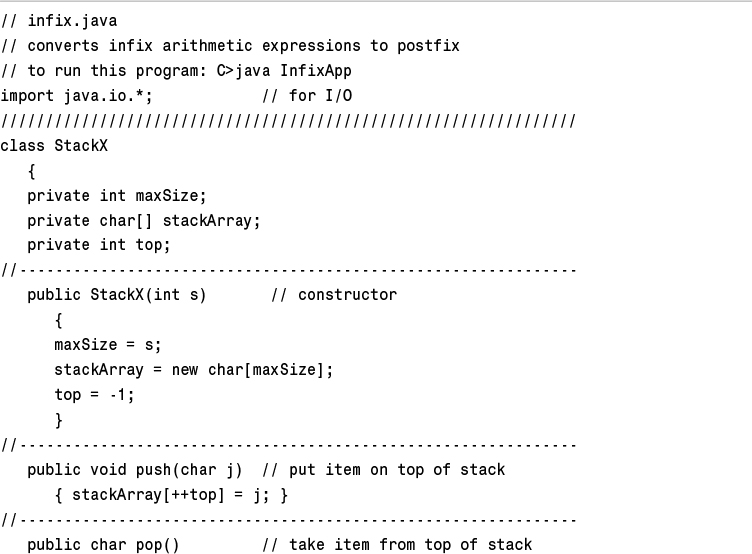 // infix.java
// converts infix arithmetic expressions to postfix
// to run this program: C>java InfixApp
import java.io.*;            // for I/O
////////////////////////////////////////////////////////////////
class StackX
   {
   private int maxSize;
   private char[] stackArray;
   private int top;
//--------------------------------------------------------------
   public StackX(int s)       // constructor
      {
      maxSize = s;
      stackArray = new char[maxSize];
      top = -1;
      }
//--------------------------------------------------------------
   public void push(char j)  // put item on top of stack
      { stackArray[++top] = j; }
//--------------------------------------------------------------
   public char pop()         // take item from top of stack